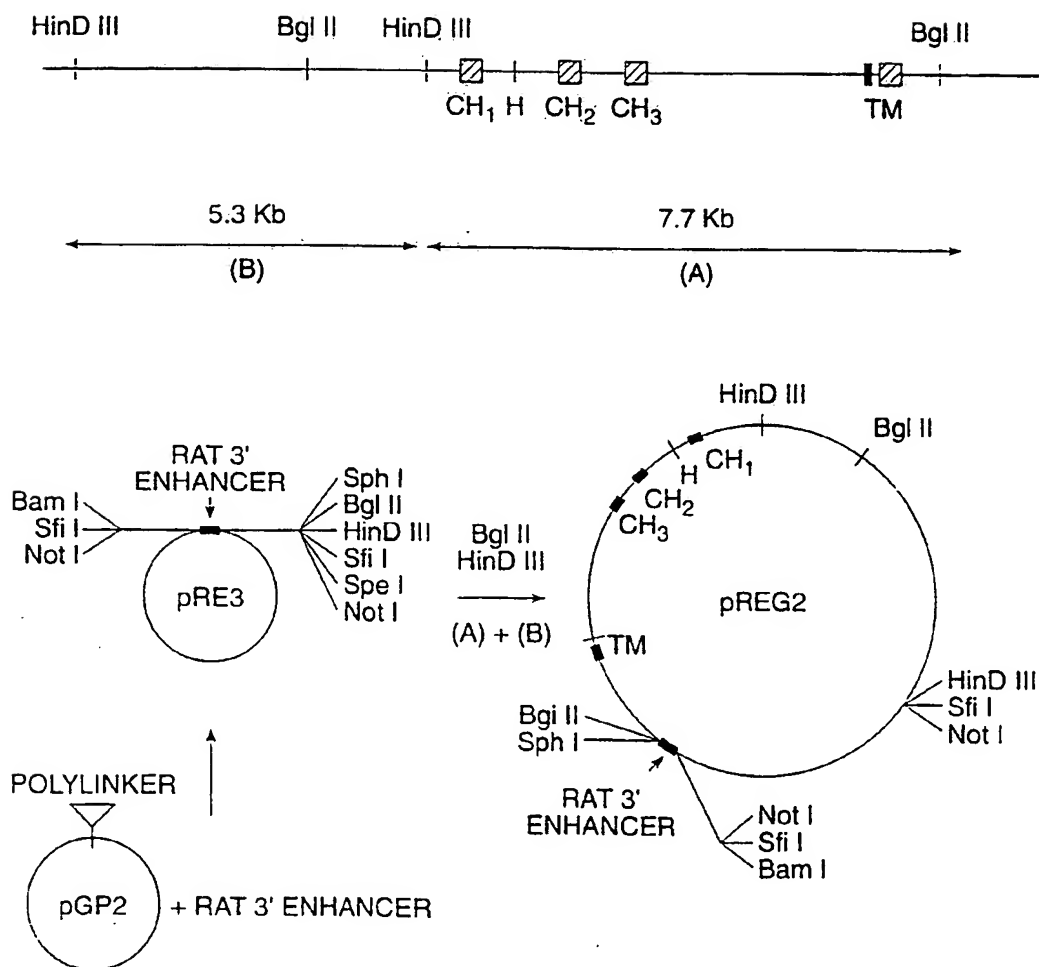 HinD III Bgl II HinD III Bgl II
CH1 H CH2 CH3 TM
5.3 Kb 7.7 Kb
(B) (A)
RAT 3'
ENHANCER
Bam I
Sfi I
Not I
Sph I
Bgl II
HinD III
Sfi I
Spe I
Not I
pRE3
Bgl II
HinD III
(A) + (B)
HinD III
Bgl II
CH1
H
CH2
CH3
pREG2
TM
Bgi II
Sph I
HinD III
Sfi I
Not I
RAT 3'
ENHANCER
Not I
Sfi I
Bam I
POLYLINKER
pGP2 + RAT 3' ENHANCER